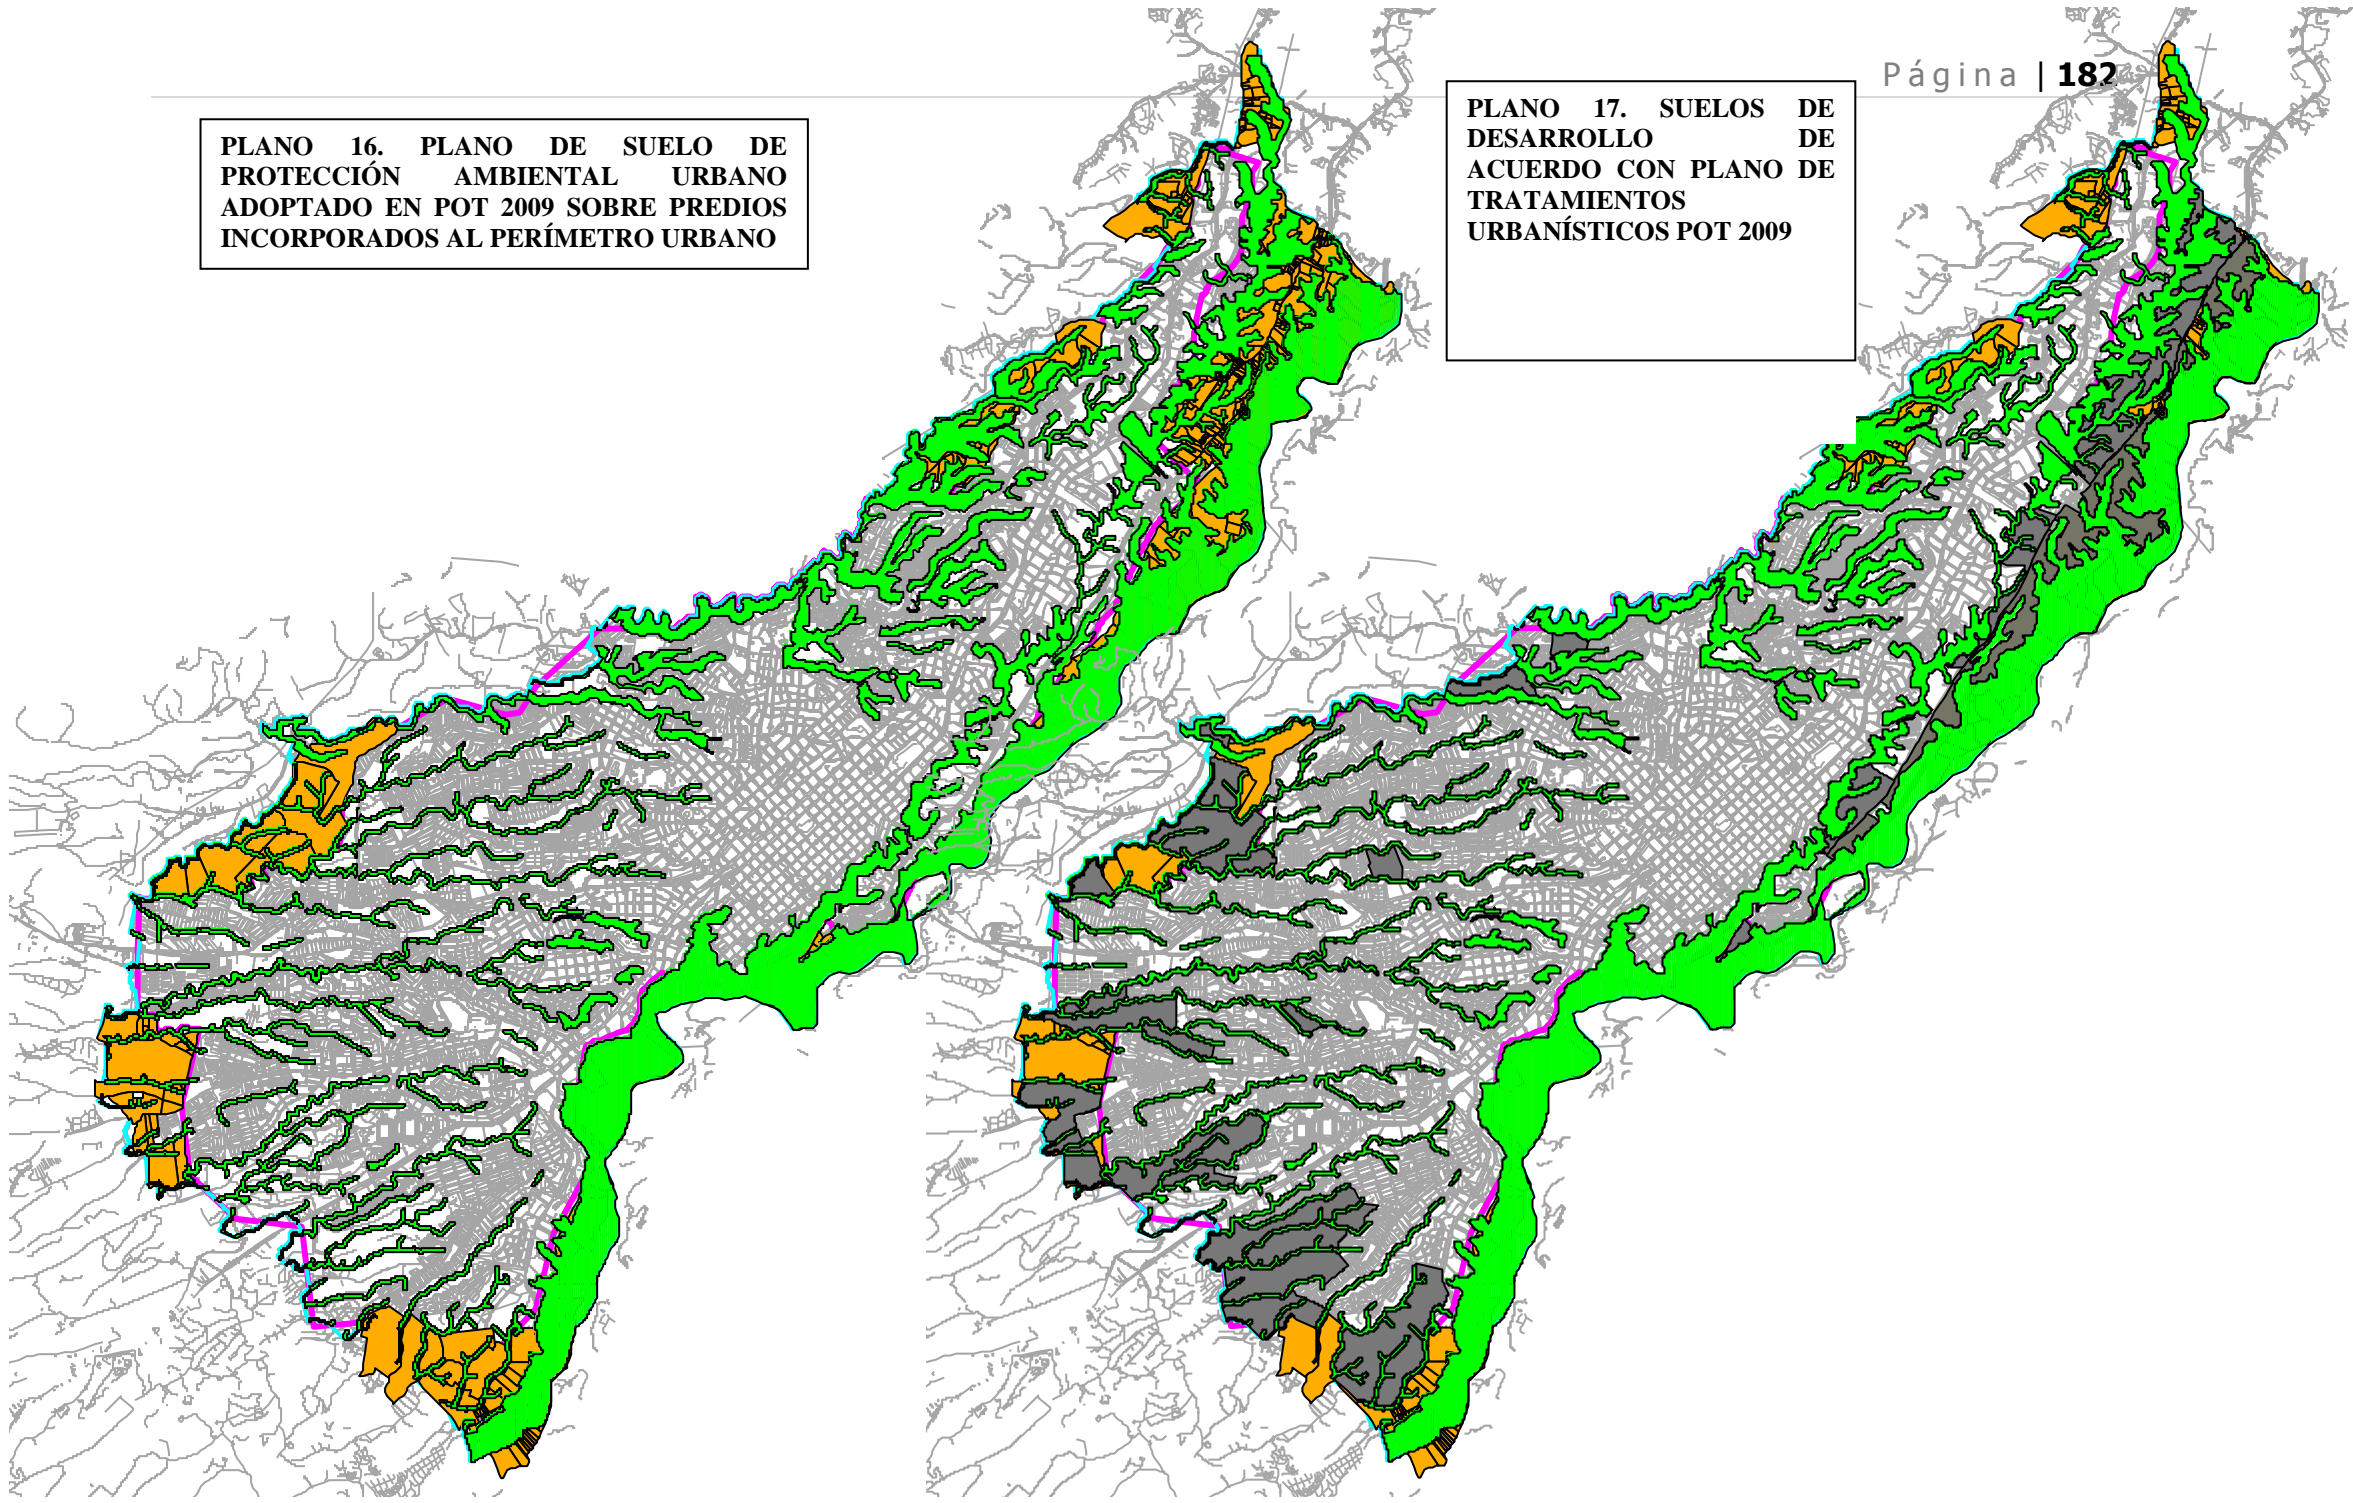 Página | 182
PLANO 16. PLANO DE SUELO DE
PROTECCIÓN AMBIENTAL URBANO
ADOPTADO EN POT 2009 SOBRE PREDIOS
INCORPORADOS AL PERÍMETRO URBANO
PLANO 17. SUELOS DE
DESARROLLO DE
ACUERDO CON PLANO DE
TRATAMIENTOS
URBANÍSTICOS POT 2009